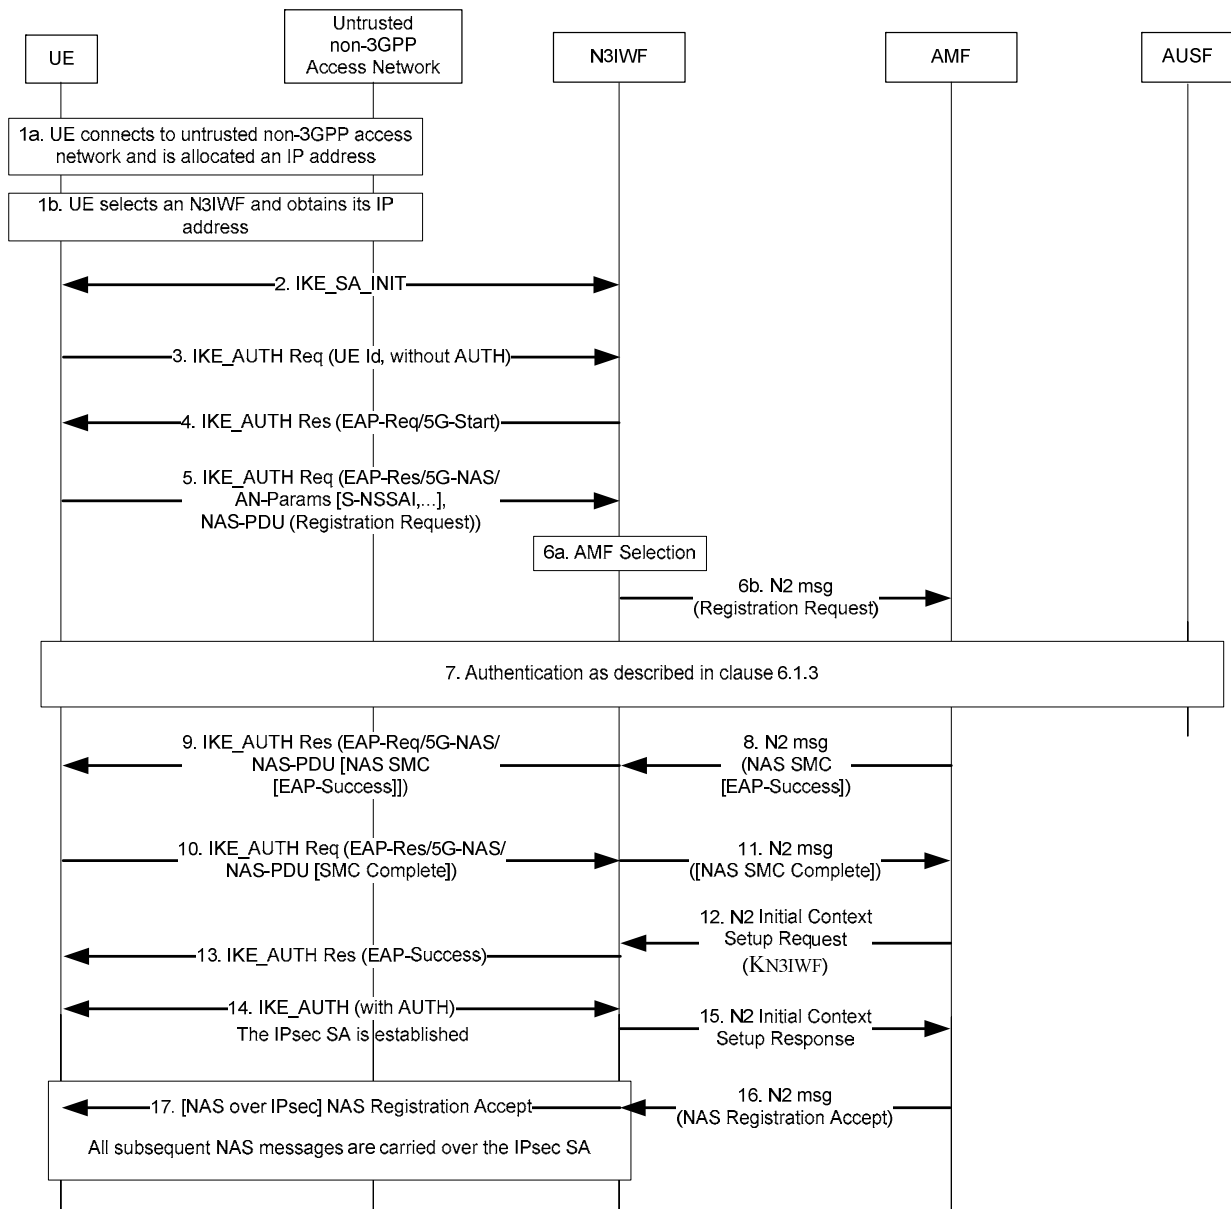 UE
Untrusted
non-3GPP
Access Network
N3IWF
AMF
AUSF
1a. UE connects to untrusted non-3GPP access
network and is allocated an IP address
1b. UE selects an N3IWF and obtains its IP
address
2. IKE_SA_INIT
3. IKE_AUTH Req (UE Id, without AUTH)
4. IKE_AUTH Res (EAP-Req/5G-Start)
5. IKE_AUTH Req (EAP-Res/5G-NAS/
AN-Params [S-NSSAI,...],
NAS-PDU (Registration Request))
6a. AMF Selection
6b. N2 msg
(Registration Request)
7. Authentication as described in clause 6.1.3
9. IKE_AUTH Res (EAP-Req/5G-NAS/
NAS-PDU [NAS SMC
[EAP-Success]])
8. N2 msg
(NAS SMC
[EAP-Success])
10. IKE_AUTH Req (EAP-Res/5G-NAS/
NAS-PDU [SMC Complete])
11. N2 msg
([NAS SMC Complete])
12. N2 Initial Context
Setup Request
(KN3IWF)
13. IKE_AUTH Res (EAP-Success)
14. IKE_AUTH (with AUTH)
The IPsec SA is established
15. N2 Initial Context
Setup Response
16. N2 msg
(NAS Registration Accept)
17. [NAS over IPsec] NAS Registration Accept
All subsequent NAS messages are carried over the IPsec SA